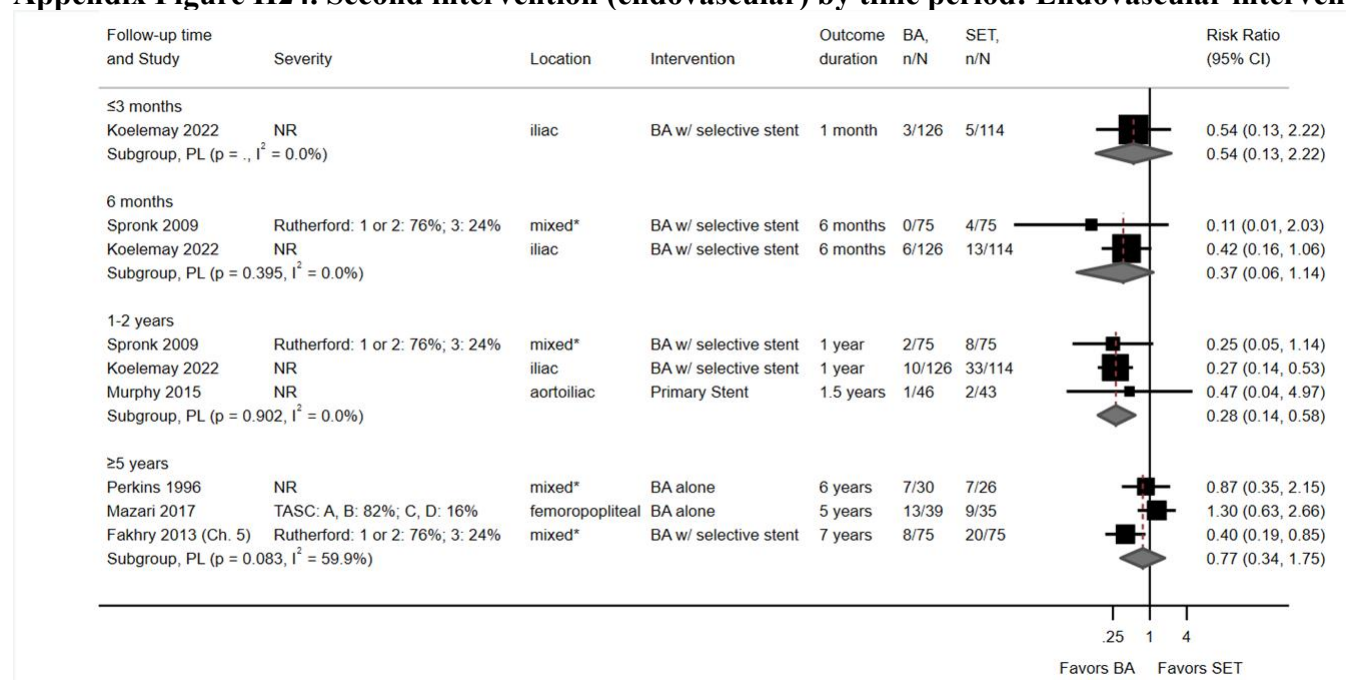 Appendix Figure H24. Second intervention (endovascular) by time period: Endovascular
Follow-up time Outcome BA, SET, Risk Ratio
and Study Severity Location Intervention duration n/N n/N (95% CI)
≤3 months
Koelemay 2022 NR iliac BA w/ selective stent 1 month 3/126 5/114 0.54 (0.13, 2.22)
Subgroup, PL (p = ., I² = 0.0%) 0.54 (0.13, 2.22)
6 months
Spronk 2009 Rutherford: 1 or 2: 76%; 3: 24% mixed* BA w/ selective stent 6 months 0/75 4/75 0.11 (0.01, 2.03)
Koelemay 2022 NR iliac BA w/ selective stent 6 months 6/126 13/114 0.42 (0.16, 1.06)
Subgroup, PL (p = 0.395, I² = 0.0%) 0.37 (0.06, 1.14)
1-2 years
Spronk 2009 Rutherford: 1 or 2: 76%; 3: 24% mixed* BA w/ selective stent 1 year 2/75 8/75 0.25 (0.05, 1.14)
Koelemay 2022 NR iliac BA w/ selective stent 1 year 10/126 33/114 0.27 (0.14, 0.53)
Murphy 2015 NR aortoiliac Primary Stent 1.5 years 1/46 2/43 0.47 (0.04, 4.97)
Subgroup, PL (p = 0.902, I² = 0.0%) 0.28 (0.14, 0.58)
≥5 years
Perkins 1996 NR mixed* BA alone 6 years 7/30 7/26 0.87 (0.35, 2.15)
Mazari 2017 TASC: A, B: 82%; C, D: 16% femoropopliteal BA alone 5 years 13/39 9/35 1.30 (0.63, 2.66)
Fakhry 2013 (Ch. 5) Rutherford: 1 or 2: 76%; 3: 24% mixed* BA w/ selective stent 7 years 8/75 20/75 0.40 (0.19, 0.85)
Subgroup, PL (p = 0.083, I² = 59.9%) 0.77 (0.34, 1.75)
.25 1 4
Favors BA Favors SET